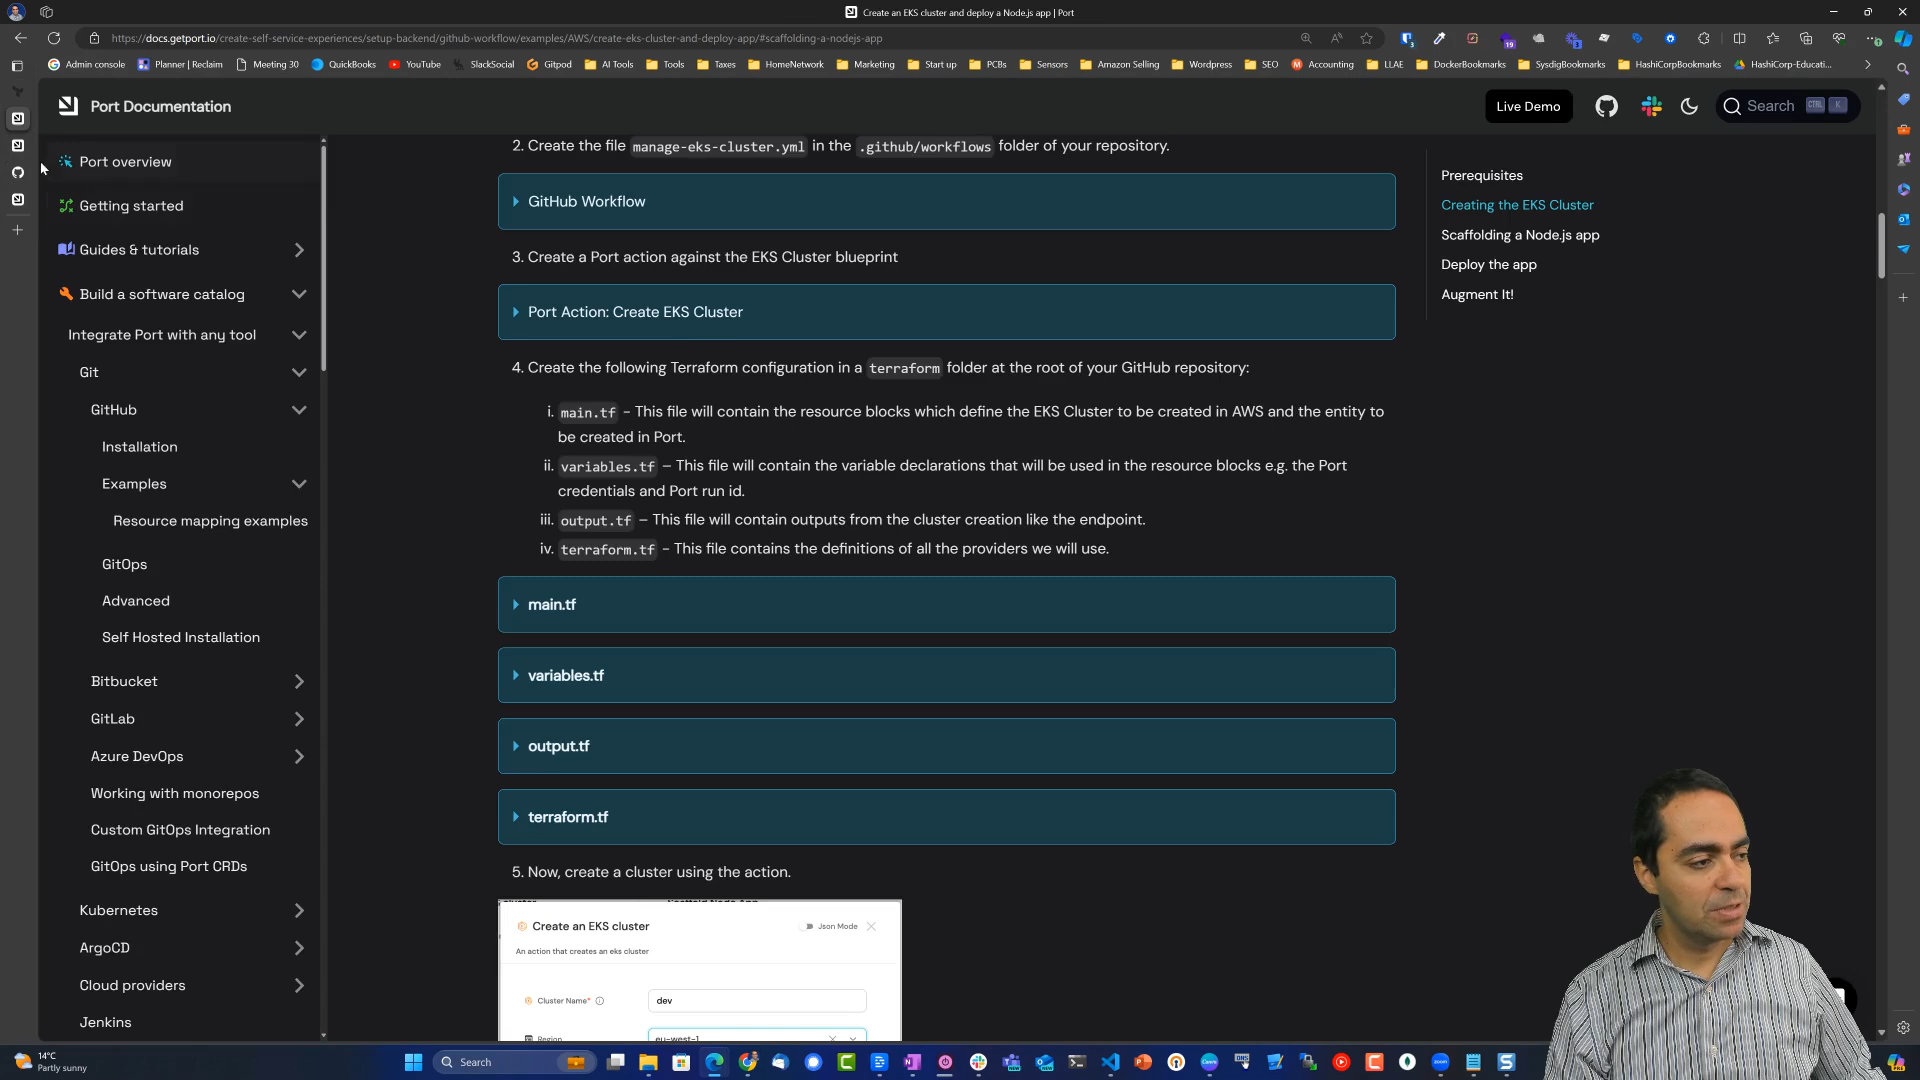 Create an EKS cluster and deploy a Node.js app | Port
https://docs.getport.io/create-self-service-experiences/setup-backend/github-workflow/examples/AWS/create-eks-cluster-and-deploy-app/#scaffolding-a-nodejs-app
Admin console
Planner | Reclaim
Meeting 30
QuickBooks
YouTube
SlackSocial
Gitpod
AI Tools
Tools
Taxes
HomeNetwork
Marketing
Start up
PCBs
Sensors
Amazon Selling
Wordpress
SEO
Accounting
LLAE
DockerBookmarks
SysdigBookmarks
HashiCorpBookmarks
HashiCorp-Educati...
Port Documentation
Live Demo
Search CTRL K
Port overview
Getting started
Guides & tutorials
Build a software catalog
Integrate Port with any tool
Git
GitHub
Installation
Examples
Resource mapping examples
GitOps
Advanced
Self Hosted Installation
Bitbucket
GitLab
Azure DevOps
Working with monorepos
Custom GitOps Integration
GitOps using Port CRDs
Kubernetes
ArgoCD
Cloud providers
Jenkins
2. Create the file manage-eks-cluster.yml in the .github/workflows folder of your repository.
GitHub Workflow
3. Create a Port action against the EKS Cluster blueprint
Port Action: Create EKS Cluster
4. Create the following Terraform configuration in a terraform folder at the root of your GitHub repository:
i. main.tf - This file will contain the resource blocks which define the EKS Cluster to be created in AWS and the entity to
be created in Port.
ii. variables.tf – This file will contain the variable declarations that will be used in the resource blocks e.g. the Port
credentials and Port run id.
iii. output.tf – This file will contain outputs from the cluster creation like the endpoint.
iv. terraform.tf - This file contains the definitions of all the providers we will use.
main.tf
variables.tf
output.tf
terraform.tf
5. Now, create a cluster using the action.
Create an EKS cluster
Json Mode
An action that creates an eks cluster
Cluster Name*
dev
Region
eu-west-1
Prerequisites
Creating the EKS Cluster
Scaffolding a Node.js app
Deploy the app
Augment It!
14°C
Partly sunny
Search